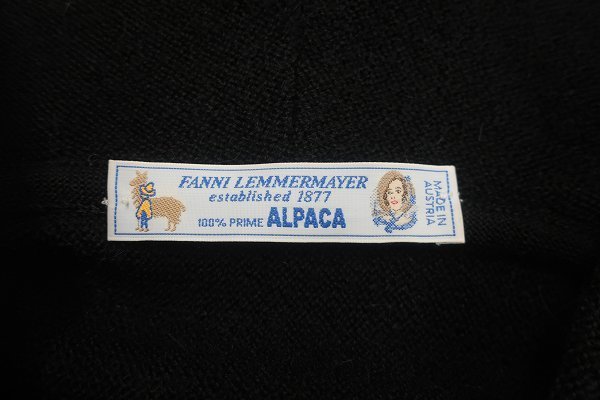 FANNI LEMMERMAYER
established 1877
100% PRIME ALPACA
MADE IN
AUSTRIA